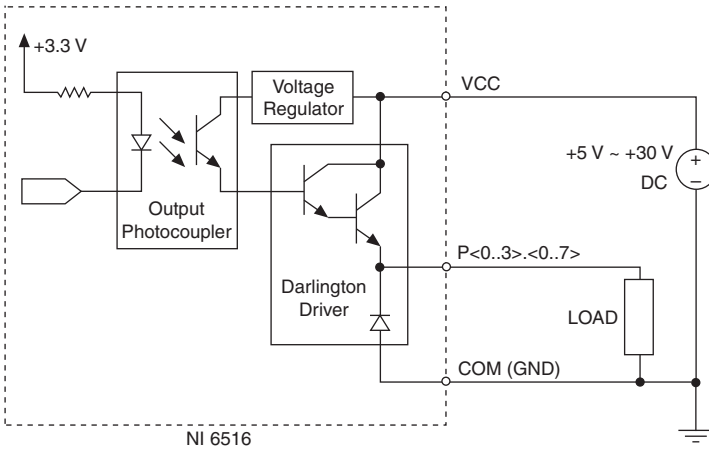 +3.3 V
Voltage
Regulator
VCC
+5 V ~ +30 V
DC
+
–
Output
Photocoupler
P<0..3>.<0..7>
Darlington
Driver
LOAD
COM (GND)
NI 6516